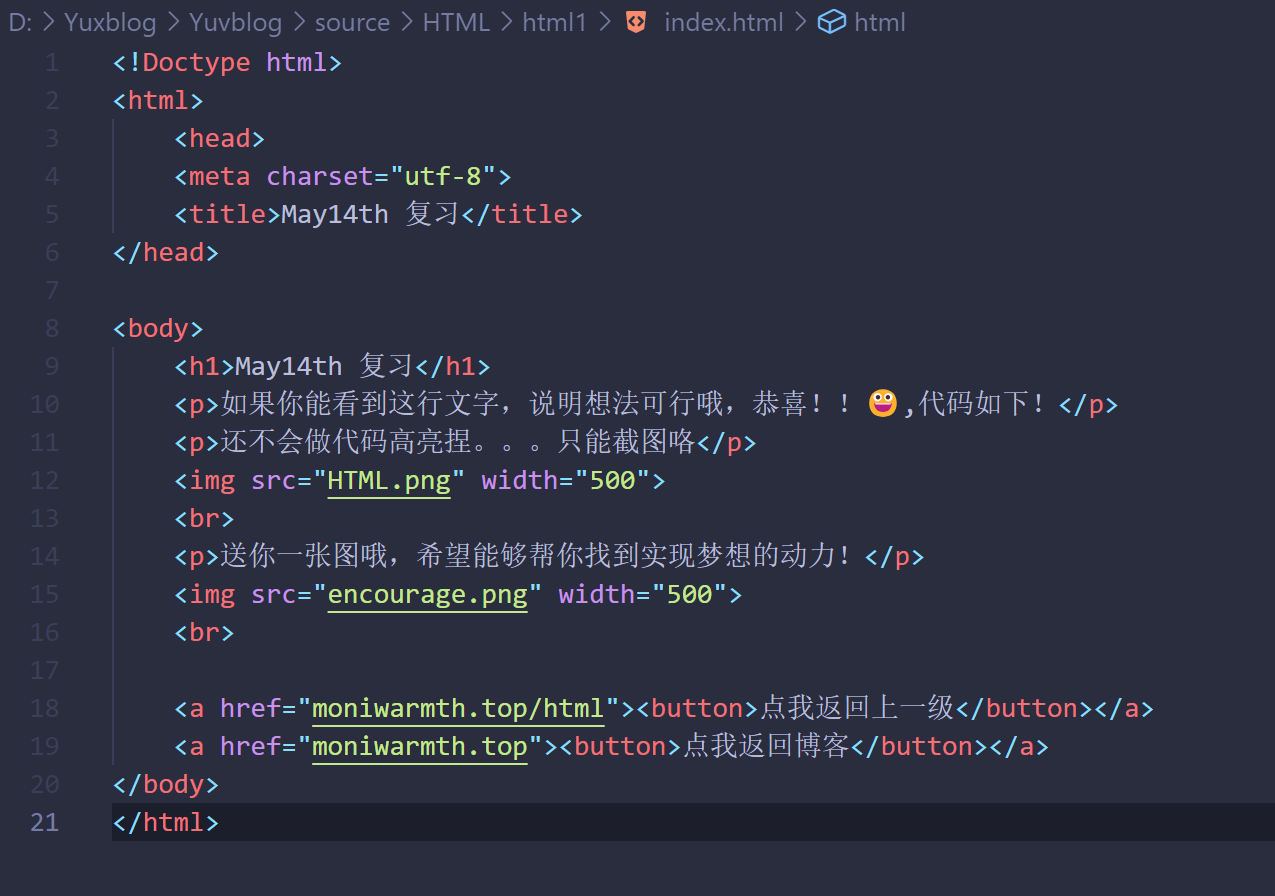 D: > Yuxblog > Yuvblog > source > HTML > html1 > index.html > html
1 <!Doctype html>
2 <html>
3 <head>
4 <meta charset="utf-8">
5 <title>May14th 复习</title>
6 </head>
7
8 <body>
9 <h1>May14th 复习</h1>
10 <p>如果你能看到这行文字，说明想法可行哦，恭喜！！😀,代码如下！</p>
11 <p>还不会做代码高亮捏。。。只能截图咯</p>
12 <img src="HTML.png" width="500">
13 <br>
14 <p>送你一张图哦，希望能够帮你找到实现梦想的动力！</p>
15 <img src="encourage.png" width="500">
16 <br>
17
18 <a href="moniwarmth.top/html"><button>点我返回上一级</button></a>
19 <a href="moniwarmth.top"><button>点我返回博客</button></a>
20 </body>
21 </html>